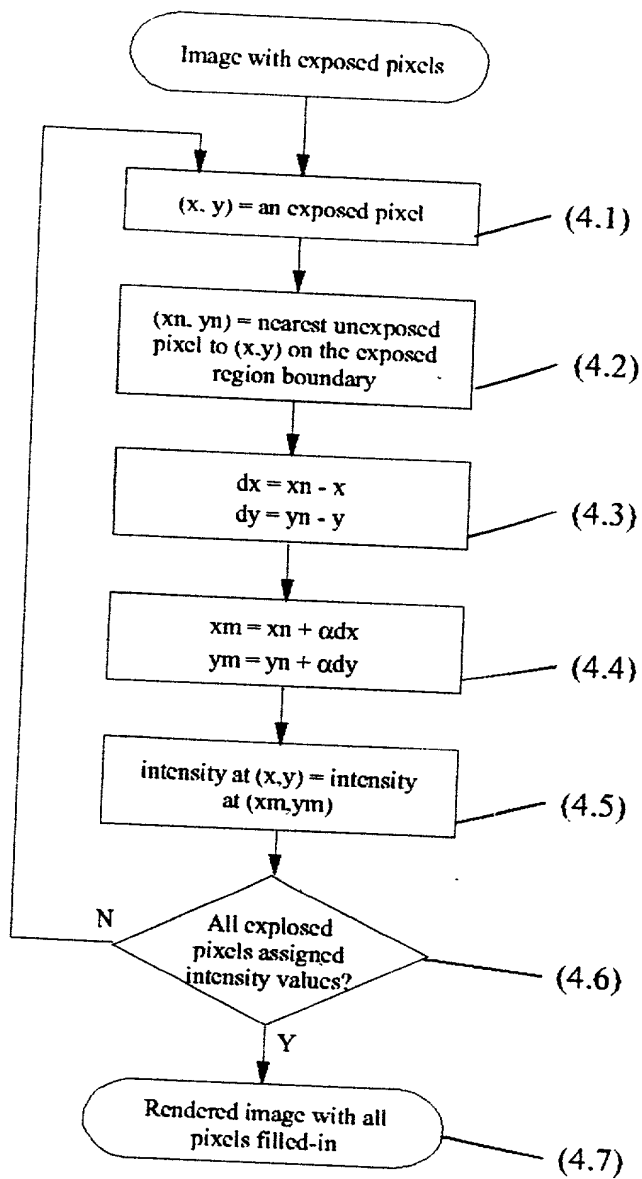 Image with exposed pixels
(x. y) = an exposed pixel
(4.1)
(xn. yn) = nearest unexposed
pixel to (x.y) on the exposed
region boundary
(4.2)
dx = xn - x
dy = yn - y
(4.3)
xm = xn + αdx
ym = yn + αdy
(4.4)
intensity at (x,y) = intensity
at (xm,ym)
(4.5)
N
All explosed
pixels assigned
intensity values?
(4.6)
Y
Rendered image with all
pixels filled-in
(4.7)